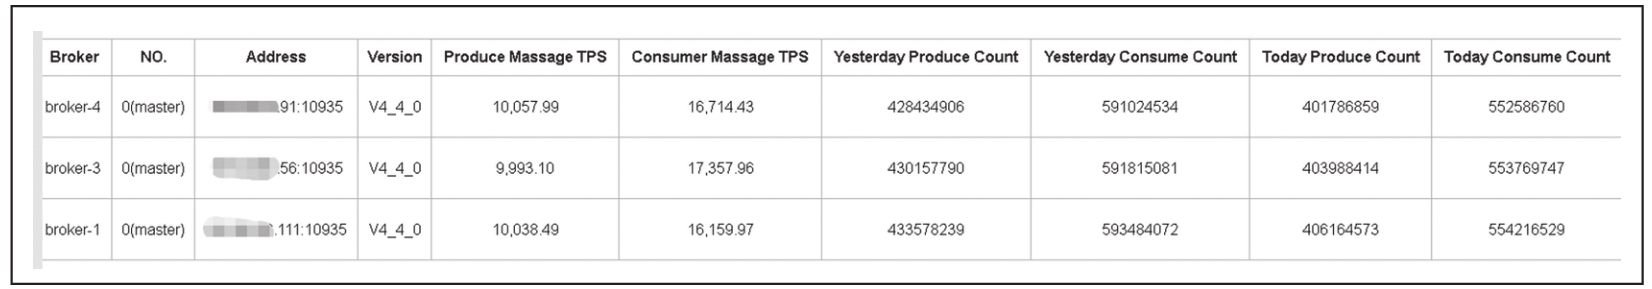 Broker NO. Address Version Produce Massage TPS Consumer Massage TPS Yesterday Produce Count Yesterday Consume Count Today Produce Count Today Consume Count
broker-4 0(master) .91:10935 V4_4_0 10,057.99 16,714.43 428434906 591024534 401786859 552586760
broker-3 0(master) .56:10935 V4_4_0 9,993.10 17,357.96 430157790 591815081 403988414 553769747
broker-1 0(master) .111:10935 V4_4_0 10,038.49 16,159.97 433578239 593484072 406164573 554216529